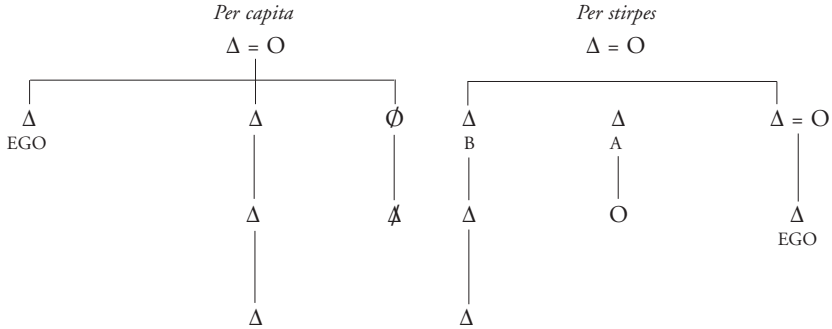 Per capita Per stirpes
Δ = O Δ = O
Δ Δ Ø Δ Δ Δ = O
EGO B A
Δ Δ̸ Δ O Δ
EGO
Δ Δ